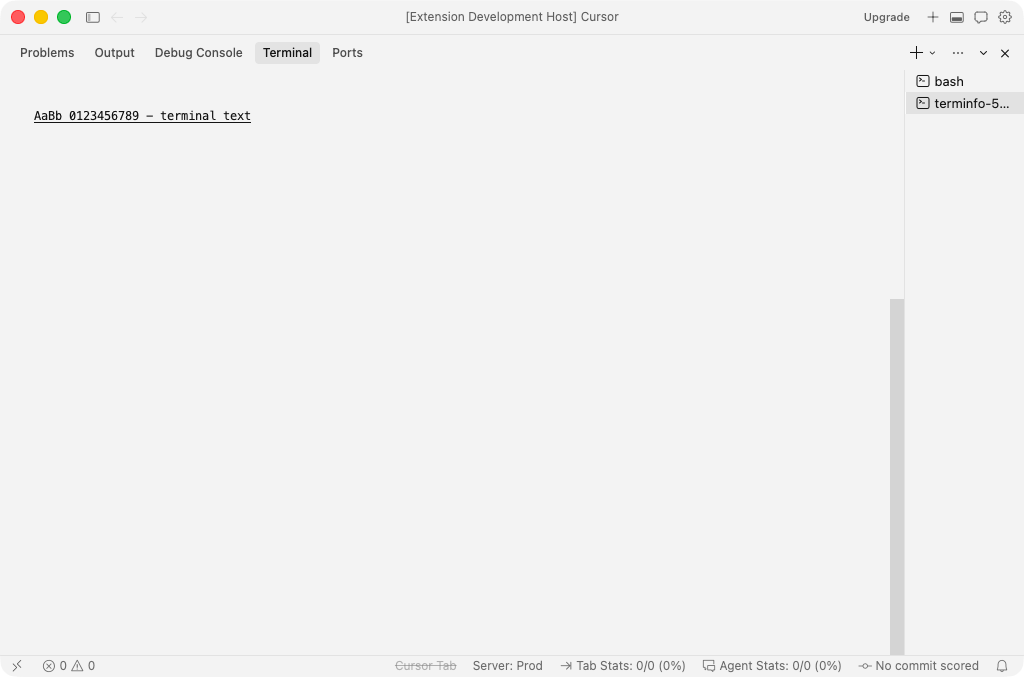 [Extension Development Host] Cursor
Upgrade
Problems Output Debug Console Terminal Ports
bash
terminfo-5...
AaBb 0123456789 — terminal text
0 0 Cursor Tab Server: Prod Tab Stats: 0/0 (0%) Agent Stats: 0/0 (0%) No commit scored